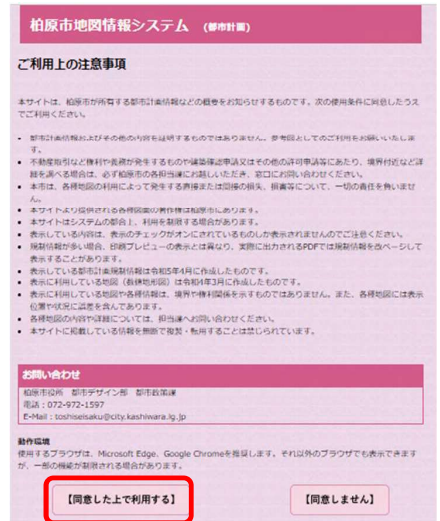 柏原市地図情報システム (都市計画)
ご利用上の注意事項
本サイトは、柏原市が所有する都市計画情報などの概要をお知らせするものです。次の使用条件に同意したうえ
でご利用ください。
• 都市計画情報およびその他の内容を証明するものではありません。参考図としてのご利用をお願いいたしま
す。
• 不動産取引など権利や義務が発生するものや建築確認申請又はその他の許可申請等にあたり、境界付近など詳
細を調べる場合は、必ず柏原市の各担当課にお越しいただき、窓口にお問い合わせください。
• 本市は、各種地図の利用によって発生する直接または間接の損失、損害等について、一切の責任を負いませ
ん。
• 本サイトより提供される各種図面の著作権は柏原市にあります。
• 本サイトはシステムの都合上、利用を制限する場合があります。
• 表示している内容は、表示のチェックがオンにされているものしか表示されませんのでご注意ください。
• 規制情報が多い場合、印刷プレビューの表示とは異なり、実際に出力されるPDFでは規制情報を改ページして
表示することがあります。
• 表示している都市計画規制情報は令和5年4月に作成したものです。
• 表示に利用している地図(数値地形図)は令和4年3月に作成したものです。
• 表示に利用している地図や各種情報は、境界や権利関係を示すものではありません。また、各種地図には表示
位置や状況に誤差を含んであります。
• 各種地図の内容や詳細については、担当課へお問い合わせください。
• 本サイトに掲載している情報を無断で複製・転用することは禁じられています。
お問い合わせ
柏原市役所 都市デザイン部 都市政策課
電話:072-972-1597
E-Mail:toshiseisaku@city.kashiwara.lg.jp
動作環境
使用するブラウザは、Microsoft Edge、Google Chromeを推奨します。それ以外のブラウザでも表示できます
が、一部の機能が制限される場合があります。
【同意した上で利用する】 【同意しません】